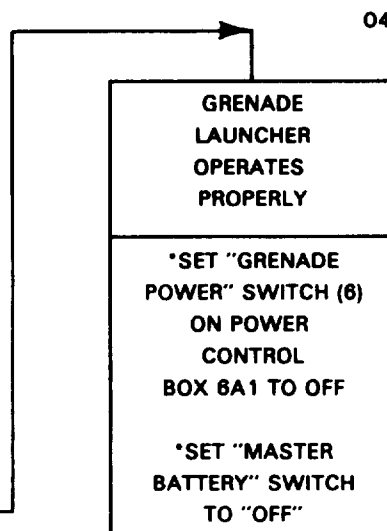 04
GRENADE
LAUNCHER
OPERATES
PROPERLY
*SET "GRENADE
POWER" SWITCH (6)
ON POWER
CONTROL
BOX 6A1 TO OFF
*SET "MASTER
BATTERY" SWITCH
TO "OFF"